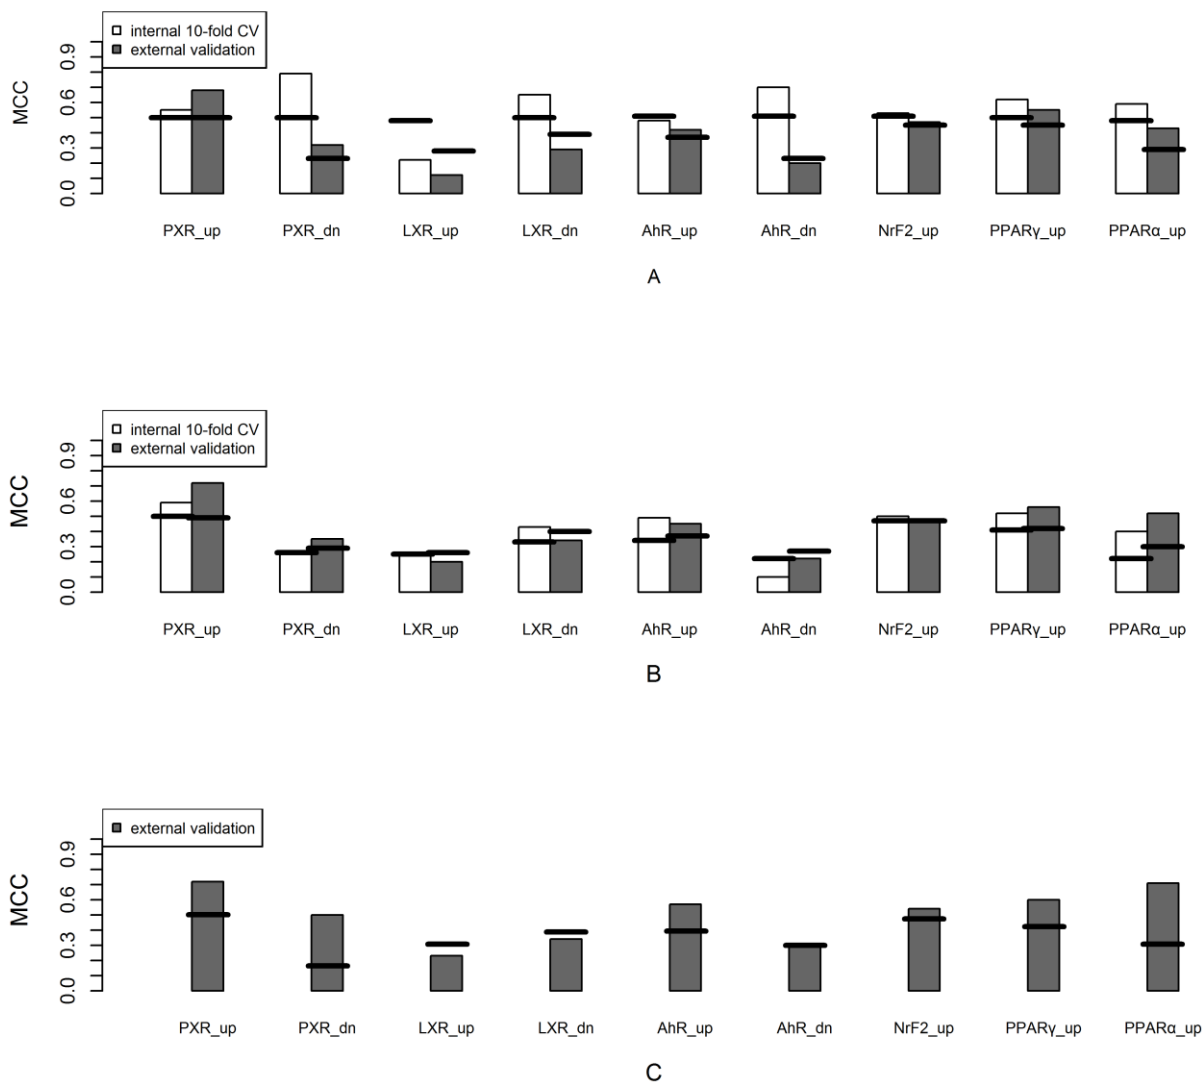 internal 10-fold CV
external validation
MCC
0.0 0.3 0.6 0.9
PXR_up PXR_dn LXR_up LXR_dn AhR_up AhR_dn NrF2_up PPARγ_up PPARα_up
A
internal 10-fold CV
external validation
MCC
0.0 0.3 0.6 0.9
PXR_up PXR_dn LXR_up LXR_dn AhR_up AhR_dn NrF2_up PPARγ_up PPARα_up
B
external validation
MCC
0.0 0.3 0.6 0.9
PXR_up PXR_dn LXR_up LXR_dn AhR_up AhR_dn NrF2_up PPARγ_up PPARα_up
C